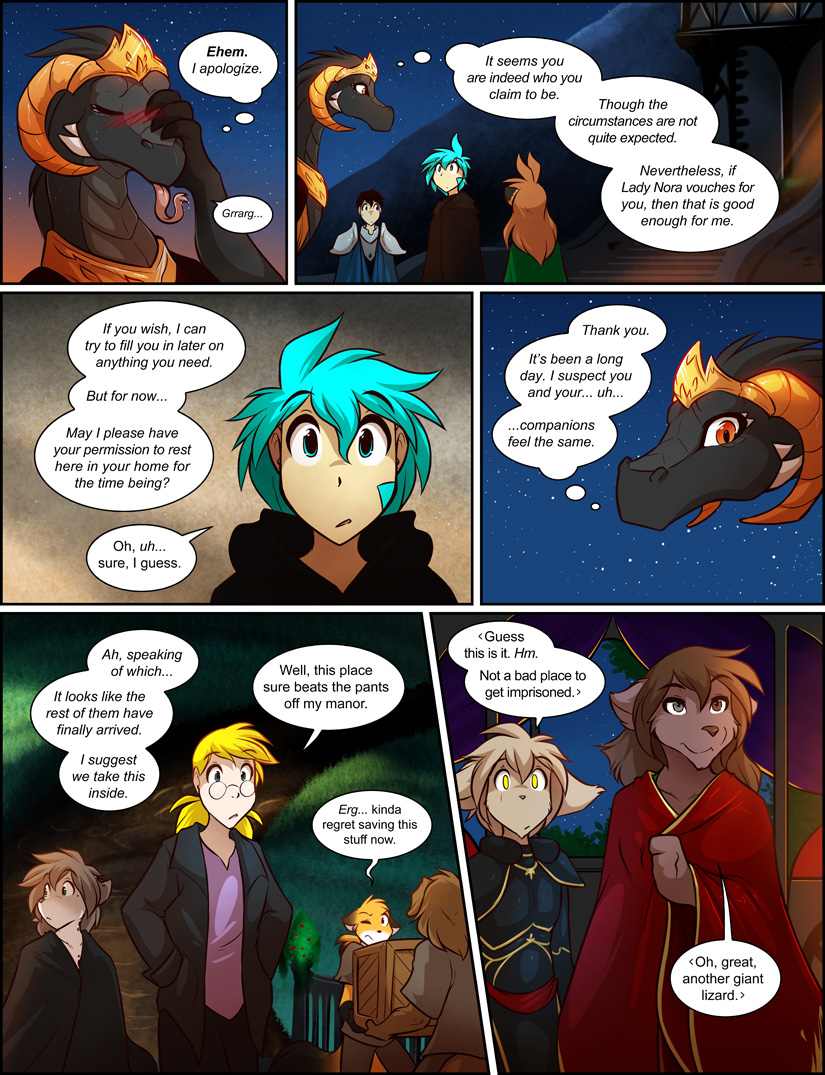 Ehem.
I apologize.
Grrarg...
It seems you
are indeed who you
claim to be.
Though the
circumstances are not
quite expected.
Nevertheless, if
Lady Nora vouches for
you, then that is good
enough for me.
If you wish, I can
try to fill you in later on
anything you need.
But for now...
May I please have
your permission to rest
here in your home for
the time being?
Oh, uh...
sure, I guess.
Thank you.
It's been a long
day. I suspect you
and your... uh...
...companions
feel the same.
Ah, speaking
of which...
It looks like the
rest of them have
finally arrived.
I suggest
we take this
inside.
Well, this place
sure beats the pants
off my manor.
Erg... kinda
regret saving this
stuff now.
‹Guess
this is it. Hm.
Not a bad place to
get imprisoned.›
‹Oh, great,
another giant
lizard.›